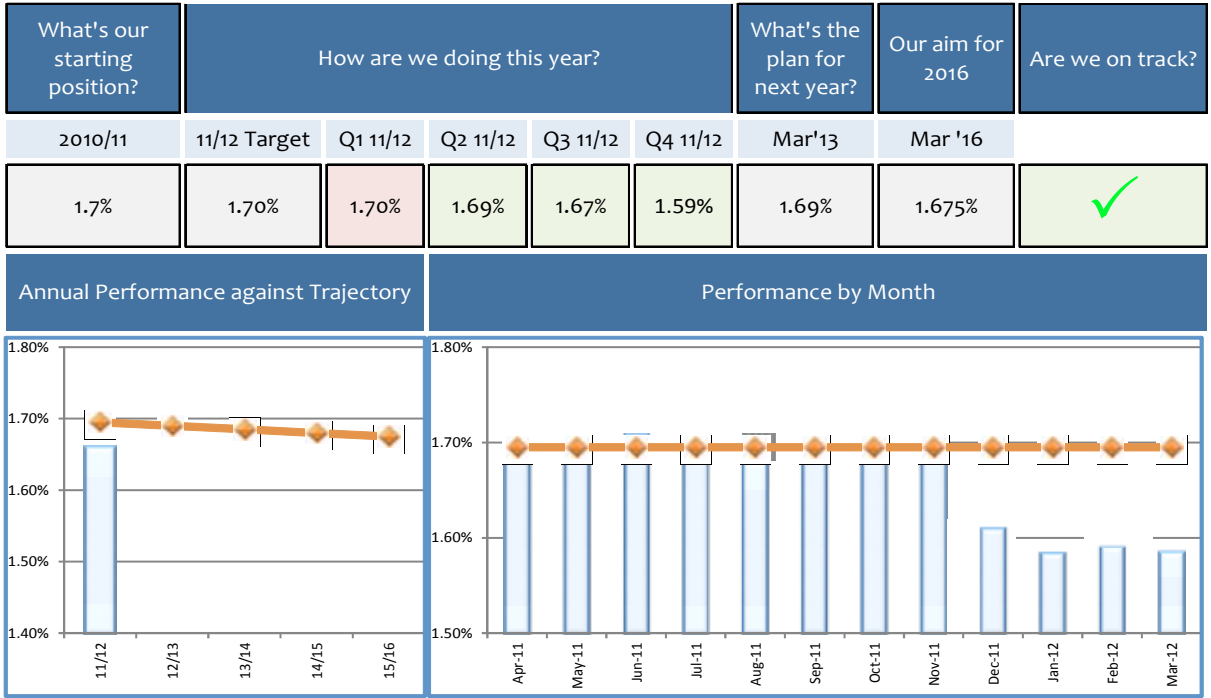 What's our
starting
position?
How are we doing this year?
What's the
plan for
next year?
Our aim for
2016
Are we on track?
2010/11
11/12 Target
Q1 11/12
Q2 11/12
Q3 11/12
Q4 11/12
Mar'13
Mar '16
1.7%
1.70%
1.70%
1.69%
1.67%
1.59%
1.69%
1.675%
Annual Performance against Trajectory
1.80%
1.70%
1.60%
1.50%
1.40%
11/12
12/13
13/14
14/15
15/16
Performance by Month
1.80%
1.70%
1.60%
1.50%
Apr-11
May-11
Jun-11
Jul-11
Aug-11
Sep-11
Oct-11
Nov-11
Dec-11
Jan-12
Feb-12
Mar-12